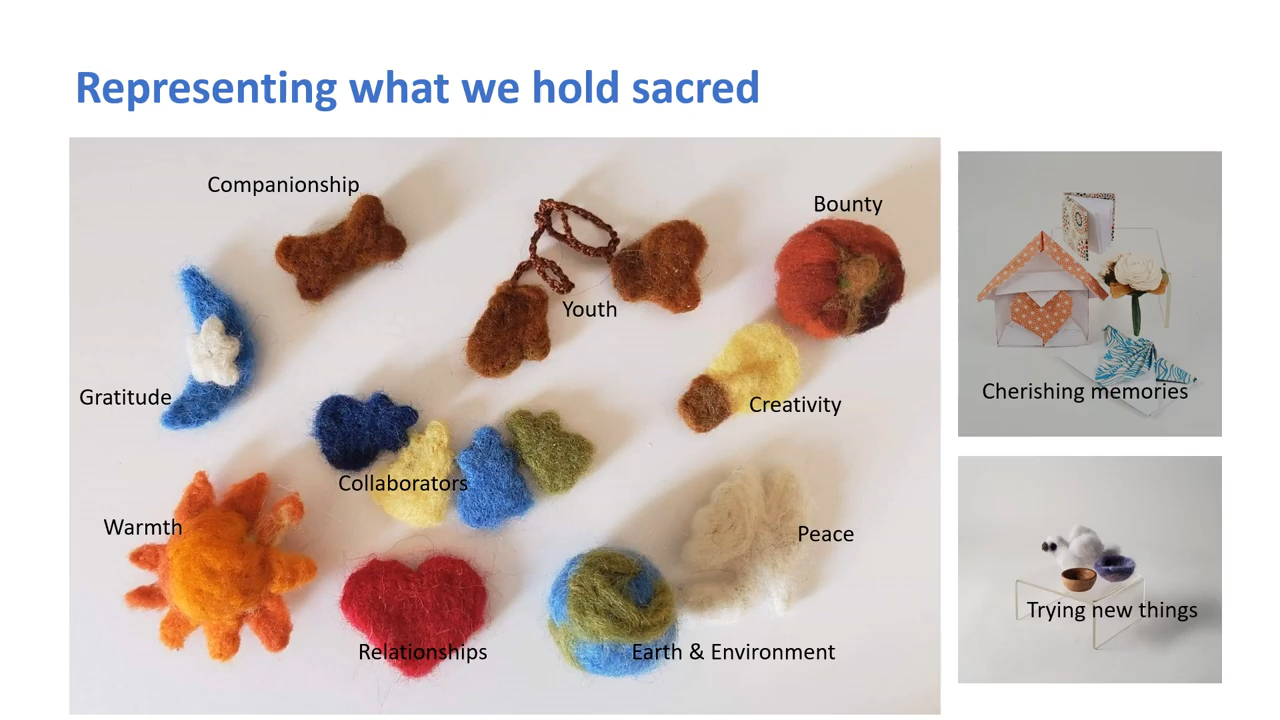 Representing what we hold sacred
Companionship
Bounty
Youth
Gratitude
Creativity
Collaborators
Warmth
Peace
Relationships
Earth & Environment
Cherishing memories
Trying new things